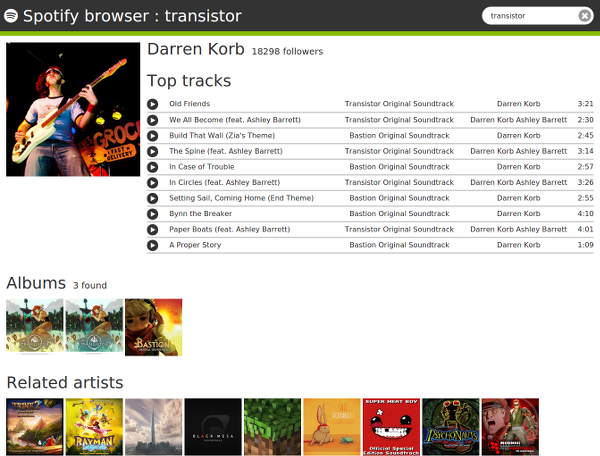 Spotify browser : transistor
transistor
Darren Korb 18298 followers
Top tracks
Old Friends Transistor Original Soundtrack Darren Korb 3:21
We All Become (feat. Ashley Barrett) Transistor Original Soundtrack Darren Korb Ashley Barrett 2:30
Build That Wall (Zia's Theme) Bastion Original Soundtrack Darren Korb 2:45
The Spine (feat. Ashley Barrett) Transistor Original Soundtrack Darren Korb Ashley Barrett 3:14
In Case of Trouble Bastion Original Soundtrack Darren Korb 2:57
In Circles (feat. Ashley Barrett) Transistor Original Soundtrack Darren Korb Ashley Barrett 3:26
Setting Sail, Coming Home (End Theme) Bastion Original Soundtrack Darren Korb 2:55
Bynn the Breaker Bastion Original Soundtrack Darren Korb 4:10
Paper Boats (feat. Ashley Barrett) Transistor Original Soundtrack Darren Korb Ashley Barrett 4:01
A Proper Story Bastion Original Soundtrack Darren Korb 1:09
GROC
FAST
DELIVERY
Albums 3 found
TRANSISTOR
TRANSISTOR
BASTION
Related artists
RAYMAN
BLACK MESA
SUPER MEAT BOY
Official Special
Edition Soundtrack
PSYCHONAUTS